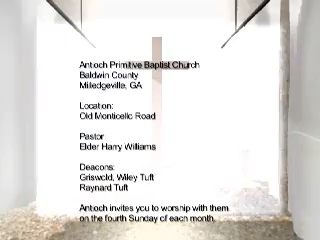 Antioch Primitive Baptist Church
Baldwin County
Milledgeville, GA
Location:
Old Monticello Road
Pastor
Elder Harry Williams
Deacons:
Griswold, Wiley Tuft
Raynard Tuft
Antioch invites you to worship with them
on the fourth Sunday of each month.